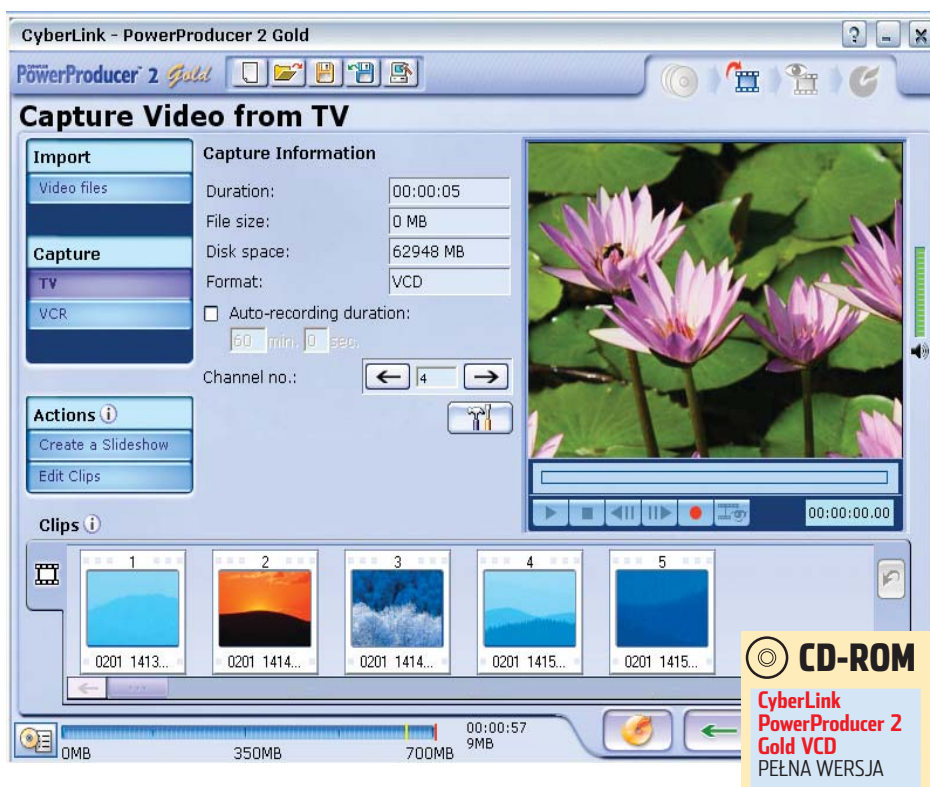 CyberLink - PowerProducer 2 Gold
PowerProducer 2 Gold
Capture Video from TV
Import
Video files
Capture
TV
VCR
Actions
Create a Slideshow
Edit Clips
Capture Information
Duration: 00:00:05
File size: 0 MB
Disk space: 62948 MB
Format: VCD
Auto-recording duration:
60 min. 0 sec.
Channel no.: 4
00:00:00.00
Clips
1 2 3 4 5
0201 1413... 0201 1414... 0201 1414... 0201 1415... 0201 1415...
0MB 350MB 700MB
00:00:57
9MB
CD-ROM
CyberLink
PowerProducer 2
Gold VCD
PEŁNA WERSJA